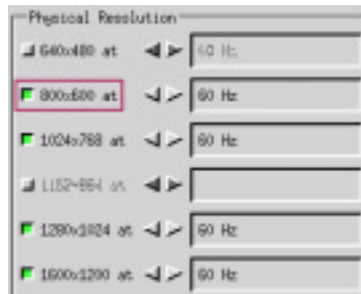 Physical Resolution
640x480 at 60 Hz
800x600 at 60 Hz
1024x768 at 60 Hz
1152x864 at
1280x1024 at 60 Hz
1600x1200 at 60 Hz